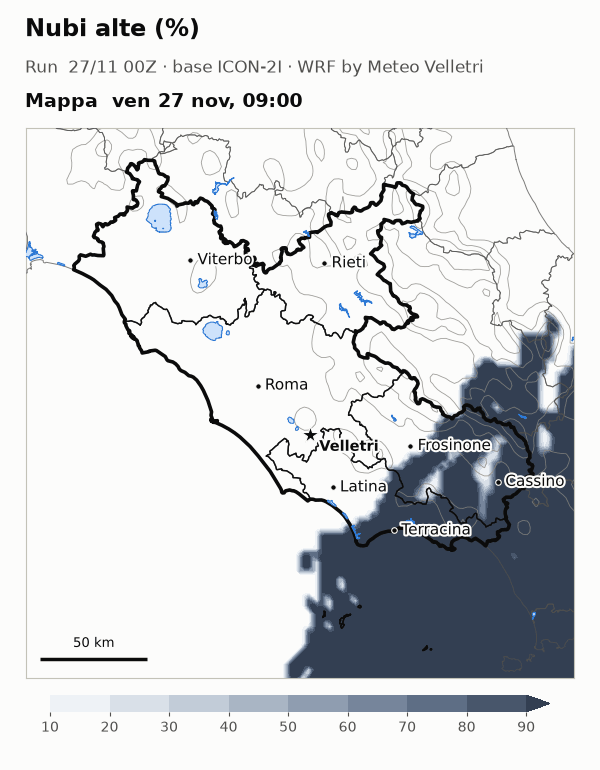 Nubi alte (%)
Run  27/11 00Z · base ICON-2I · WRF by Meteo Velletri
Mappa  ven 27 nov, 09:00
Viterbo
Rieti
Roma
Velletri
Frosinone
Cassino
Latina
Terracina
50 km
10 20 30 40 50 60 70 80 90